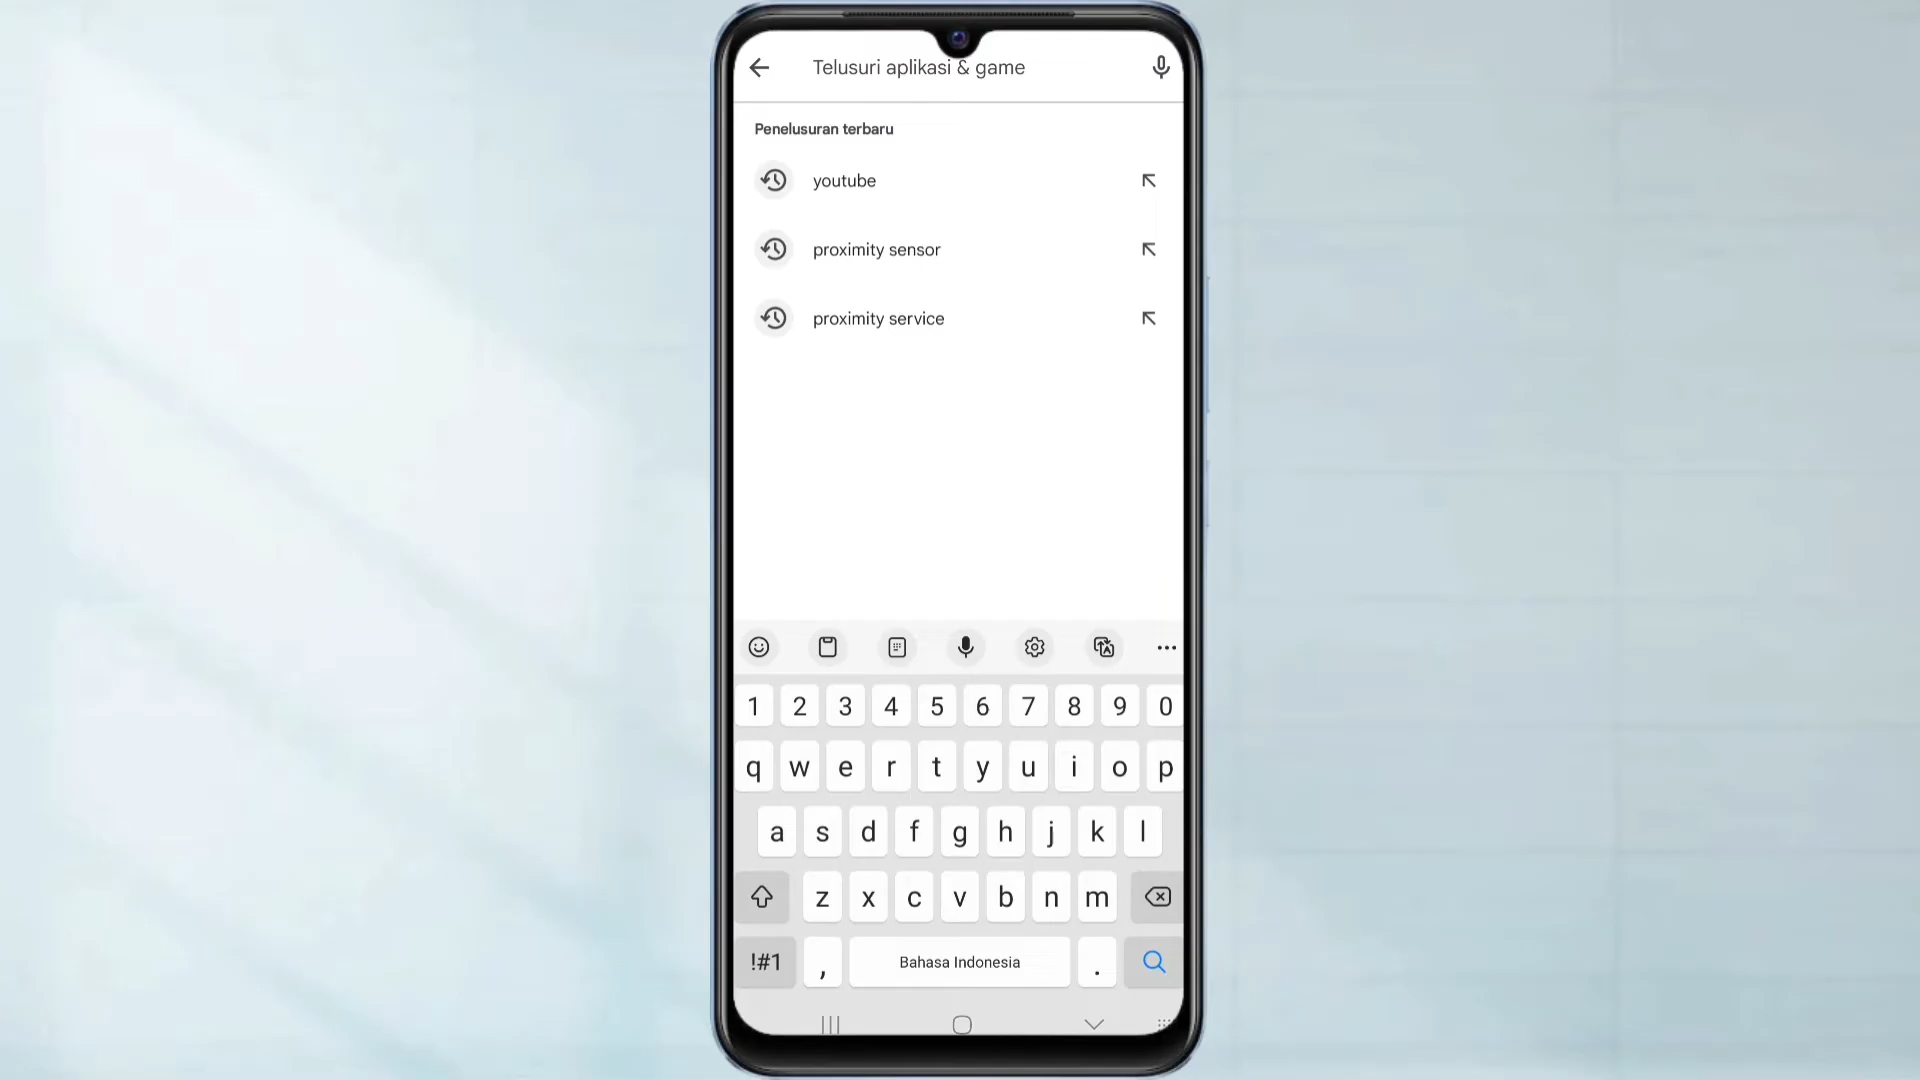 Telusuri aplikasi & game
Penelusuran terbaru
youtube
proximity sensor
proximity service
1 2 3 4 5 6 7 8 9 0
q w e r t y u i o p
a s d f g h j k l
z x c v b n m
!#1 , Bahasa Indonesia .